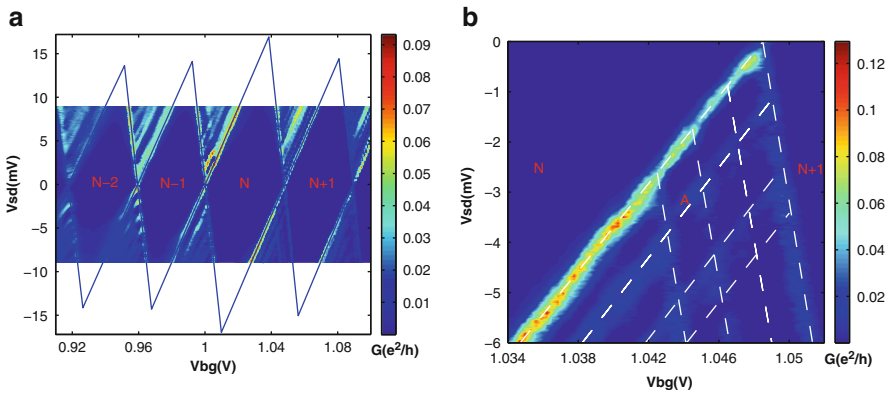 a
15
10
5
0
−5
−10
−15
Vsd(mV)
N−2
N−1
N
N+1
0.92
0.96
1
1.04
1.08
Vbg(V)
0.09
0.08
0.07
0.06
0.05
0.04
0.03
0.02
0.01
G(e²/h)
b
0
−1
−2
−3
−4
−5
−6
Vsd(mV)
N
A
N+1
1.034
1.038
1.042
1.046
1.05
Vbg(V)
0.12
0.1
0.08
0.06
0.04
0.02
G(e²/h)